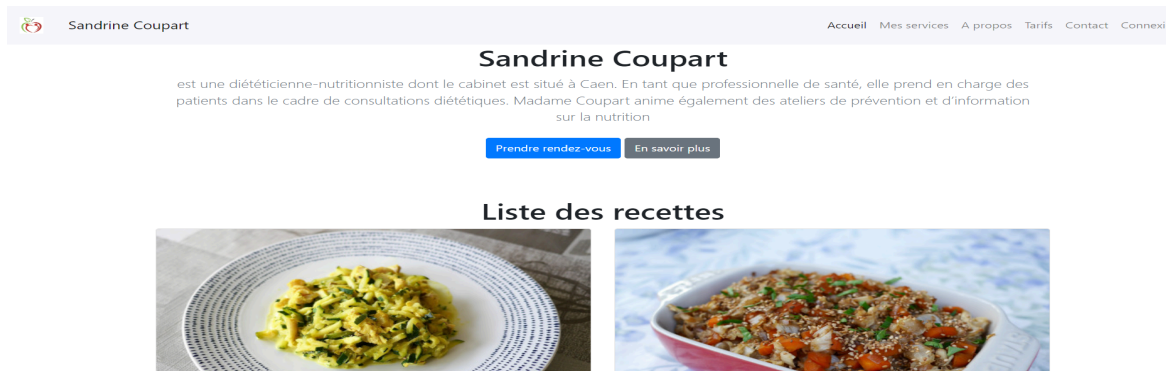 Sandrine Coupart
Accueil Mes services A propos Tarifs Contact Connexi
Sandrine Coupart
est une diététicienne-nutritionniste dont le cabinet est situé à Caen. En tant que professionnelle de santé, elle prend en charge des
patients dans le cadre de consultations diététiques. Madame Coupart anime également des ateliers de prévention et d'information
sur la nutrition
Prendre rendez-vous En savoir plus
Liste des recettes